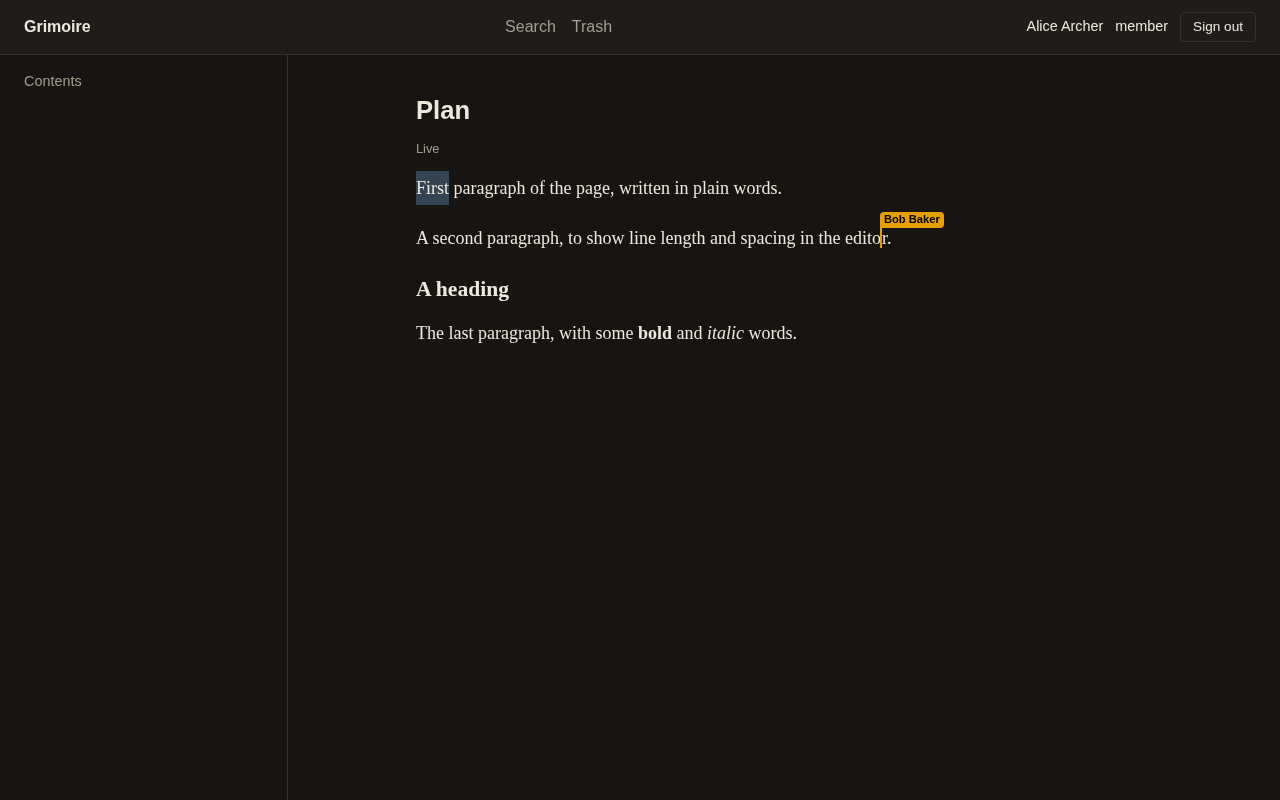 Grimoire
Search Trash
Alice Archer member Sign out
Contents
Plan
Live
First paragraph of the page, written in plain words.
Bob Baker
A second paragraph, to show line length and spacing in the editor.
A heading
The last paragraph, with some bold and italic words.